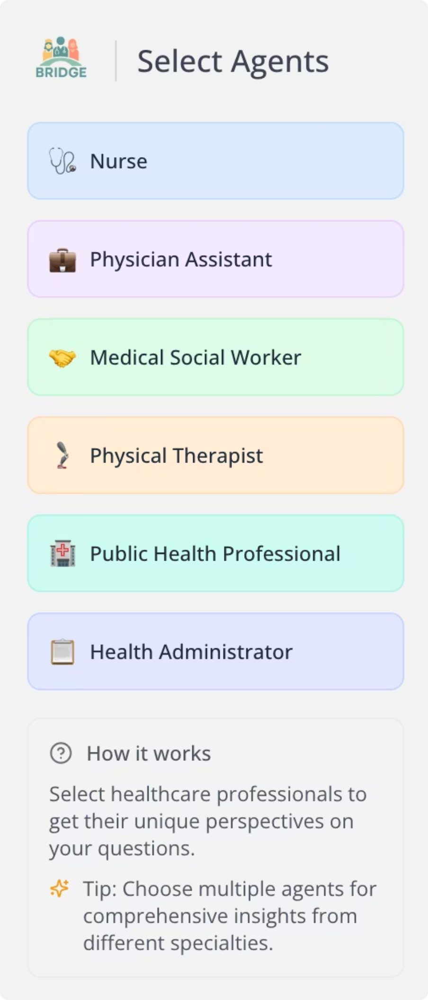 BRIDGE
Select Agents
Nurse
Physician Assistant
Medical Social Worker
Physical Therapist
Public Health Professional
Health Administrator
How it works
Select healthcare professionals to
get their unique perspectives on
your questions.
Tip: Choose multiple agents for
comprehensive insights from
different specialties.